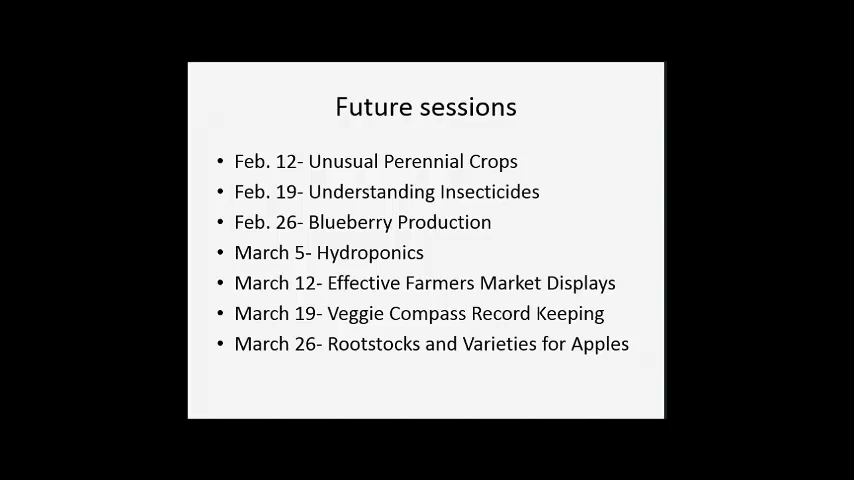 Future sessions
• Feb. 12- Unusual Perennial Crops
• Feb. 19- Understanding Insecticides
• Feb. 26- Blueberry Production
• March 5- Hydroponics
• March 12- Effective Farmers Market Displays
• March 19- Veggie Compass Record Keeping
• March 26- Rootstocks and Varieties for Apples